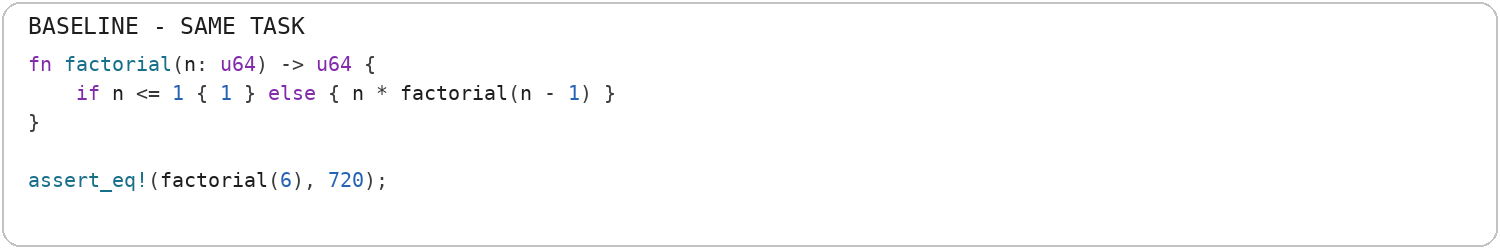 BASELINE - SAME TASK
fn factorial(n: u64) -> u64 {
    if n <= 1 { 1 } else { n * factorial(n - 1) }
}
assert_eq!(factorial(6), 720);